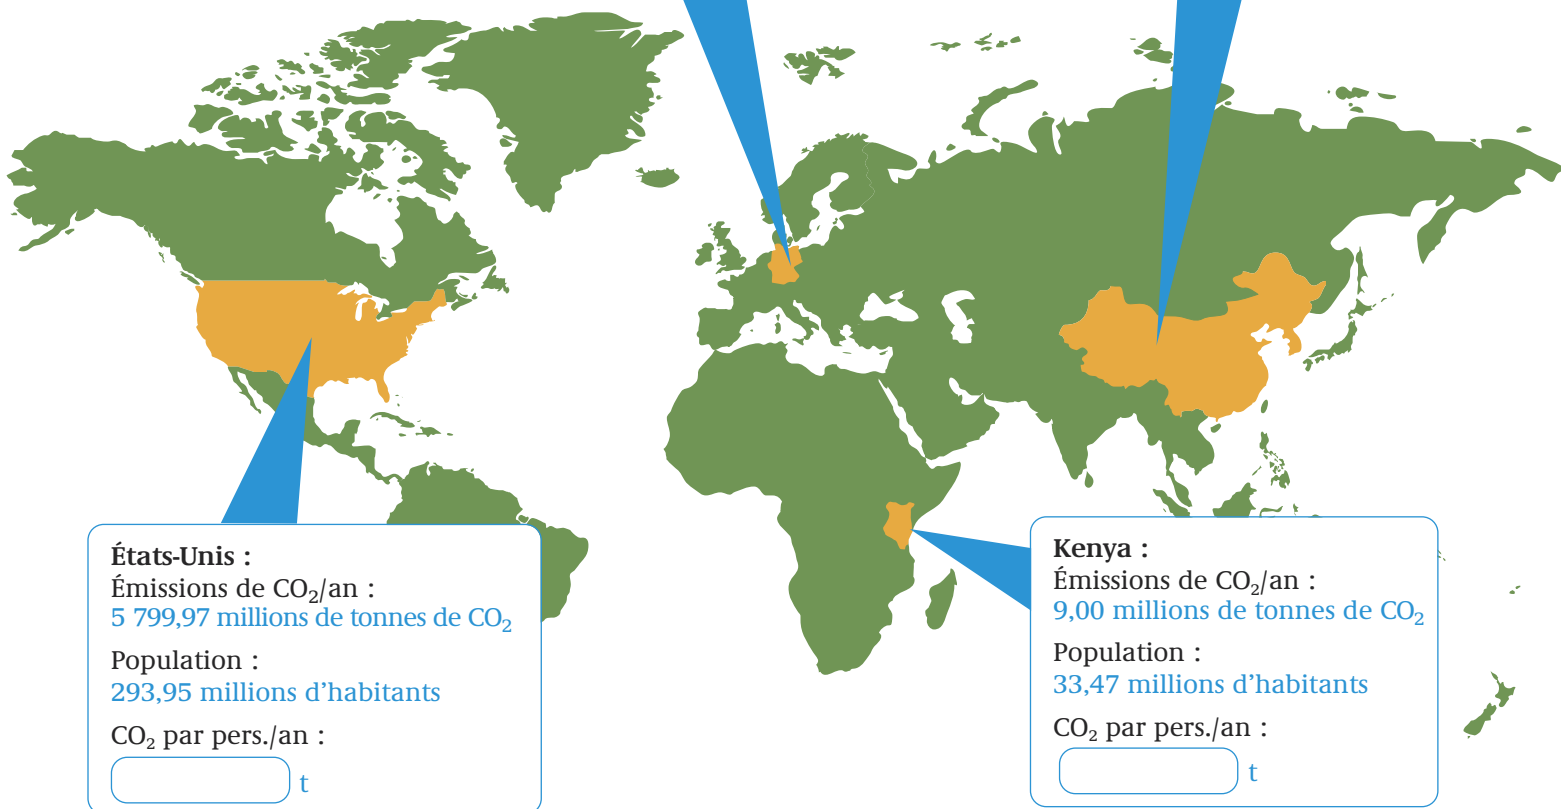 États-Unis :
Émissions de CO₂/an :
5 799,97 millions de tonnes de CO₂
Population :
293,95 millions d’habitants
CO₂ par pers./an :
t
Kenya :
Émissions de CO₂/an :
9,00 millions de tonnes de CO₂
Population :
33,47 millions d’habitants
CO₂ par pers./an :
t